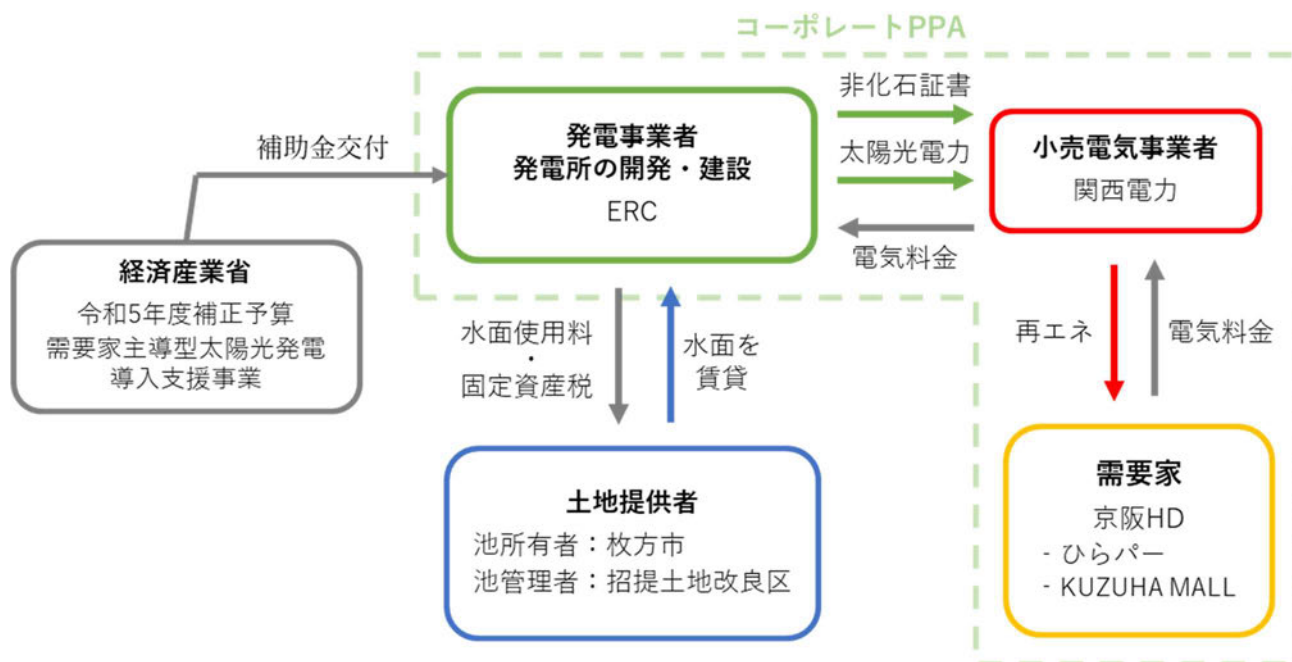 コーポレートPPA
補助金交付
発電事業者
発電所の開発・建設
ERC
非化石証書
太陽光電力
電気料金
小売電気事業者
関西電力
経済産業省
令和5年度補正予算
需要家主導型太陽光発電
導入支援事業
水面使用料
・
固定資産税
水面を
賃貸
再エネ
電気料金
土地提供者
池所有者：枚方市
池管理者：招提土地改良区
需要家
京阪HD
- ひらパー
- KUZUHA MALL